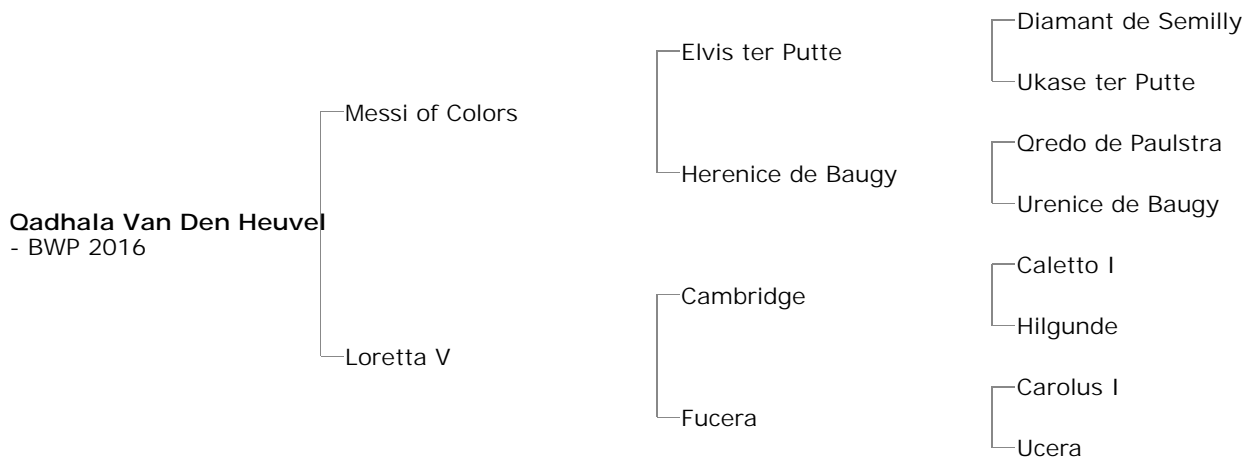 Diamant de Semilly
Elvis ter Putte
Ukase ter Putte
Messi of Colors
Qredo de Paulstra
Herenice de Baugy
Urenice de Baugy
Qadhala Van Den Heuvel
- BWP 2016
Caletto I
Cambridge
Hilgunde
Loretta V
Carolus I
Fucera
Ucera